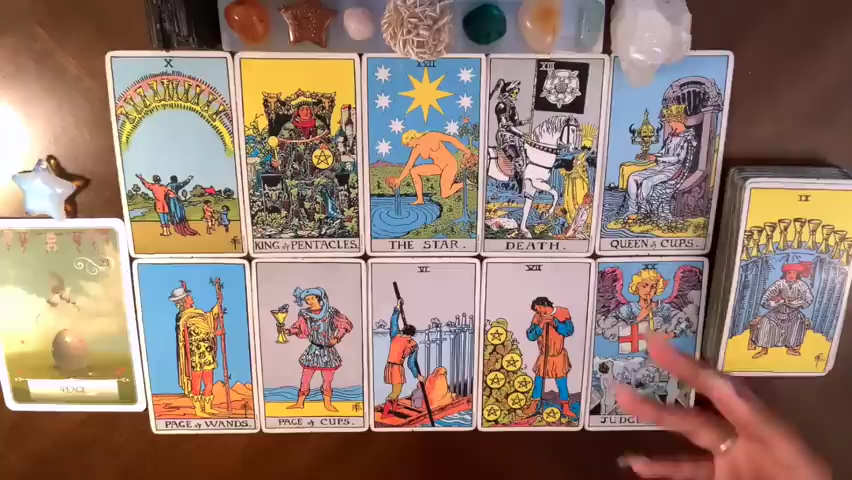 X
KING of PENTACLES.
XVII
THE STAR.
XIII
DEATH.
QUEEN of CUPS.
IX
PEACE
PAGE of WANDS.
PAGE of CUPS.
VI
VII